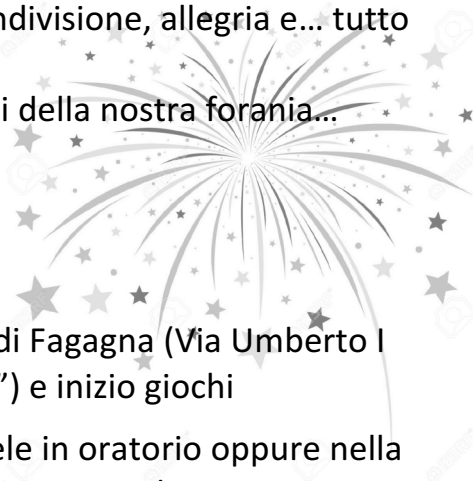 ndivisione, allegria e… tutto
i della nostra forania…
di Fagagna (Via Umberto I
”) e inizio giochi
ele in oratorio oppure nella